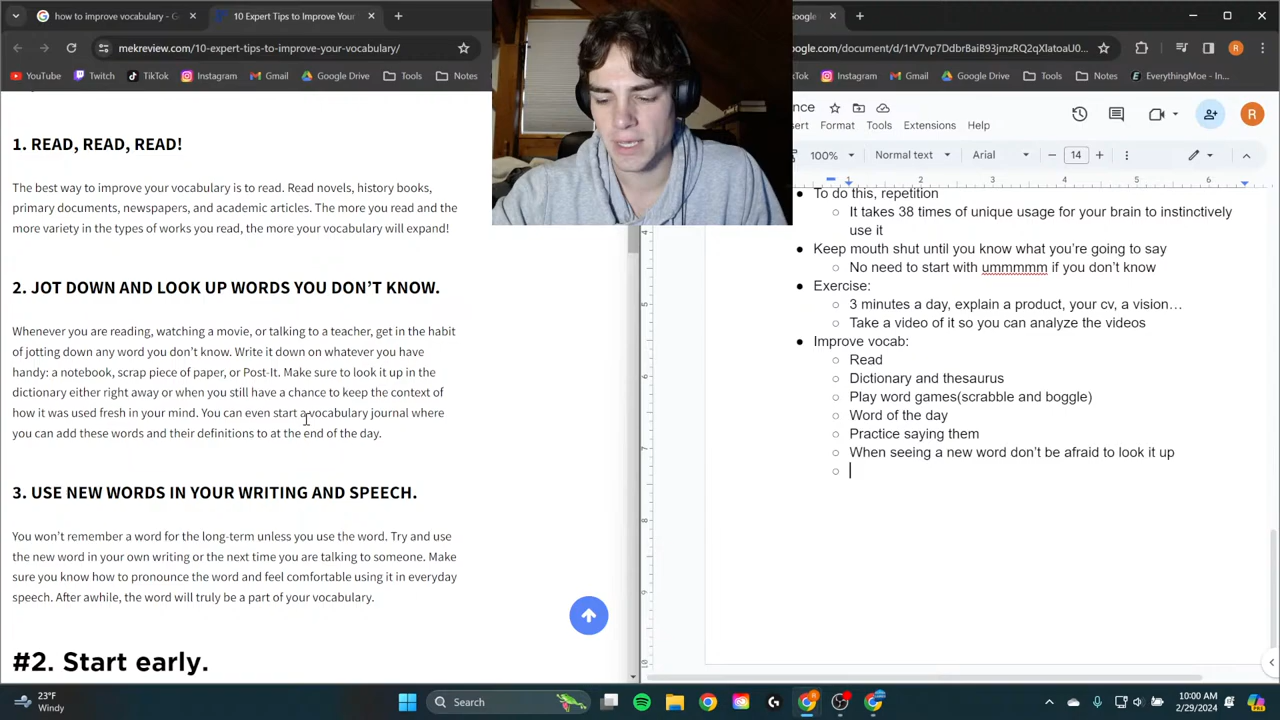 how to improve vocabulary - G
10 Expert Tips to Improve Your
Google
mekreview.com/10-expert-tips-to-improve-your-vocabulary/
google.com/document/d/1rV7vp7DdbrBaiB93jmzRQ2qXIatoaU0...
YouTube Twitch TikTok Instagram Google Drive Tools Notes
TikTok Instagram Google Drive Tools Notes EverythingMoe - In...
nce
sert Format Tools Extensions Help
100% Normal text Arial 14
1 2 3 4 5 6
1. READ, READ, READ!
The best way to improve your vocabulary is to read. Read novels, history books,
primary documents, newspapers, and academic articles. The more you read and the
more variety in the types of works you read, the more your vocabulary will expand!
2. JOT DOWN AND LOOK UP WORDS YOU DON’T KNOW.
Whenever you are reading, watching a movie, or talking to a teacher, get in the habit
of jotting down any word you don’t know. Write it down on whatever you have
handy: a notebook, scrap piece of paper, or Post-It. Make sure to look it up in the
dictionary either right away or when you still have a chance to keep the context of
how it was used fresh in your mind. You can even start a vocabulary journal where
you can add these words and their definitions to at the end of the day.
3. USE NEW WORDS IN YOUR WRITING AND SPEECH.
You won’t remember a word for the long-term unless you use the word. Try and use
the new word in your own writing or the next time you are talking to someone. Make
sure you know how to pronounce the word and feel comfortable using it in everyday
speech. After awhile, the word will truly be a part of your vocabulary.
#2. Start early.
To do this, repetition
It takes 38 times of unique usage for your brain to instinctively
use it
Keep mouth shut until you know what you’re going to say
No need to start with ummmmm if you don’t know
Exercise:
3 minutes a day, explain a product, your cv, a vision…
Take a video of it so you can analyze the videos
Improve vocab:
Read
Dictionary and thesaurus
Play word games(scrabble and boggle)
Word of the day
Practice saying them
When seeing a new word don’t be afraid to look it up
23°F
Windy
Search
10:00 AM
2/29/2024